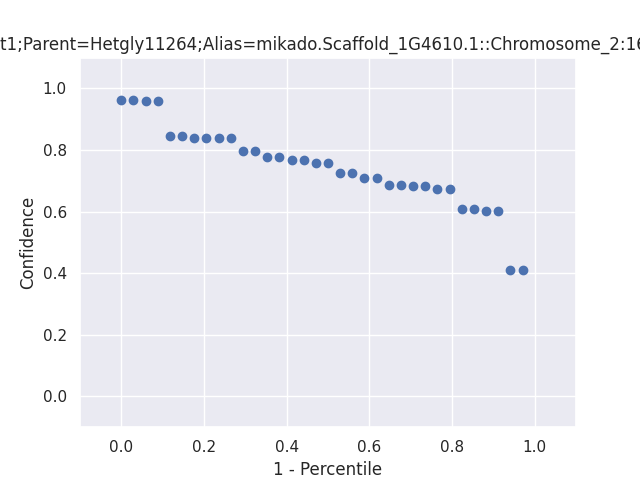 t1;Parent=Hetgly11264;Alias=mikado.Scaffold_1G4610.1::Chromosome_2:16
1.0
0.8
0.6
0.4
0.2
0.0
Confidence
0.0 0.2 0.4 0.6 0.8 1.0
1 - Percentile